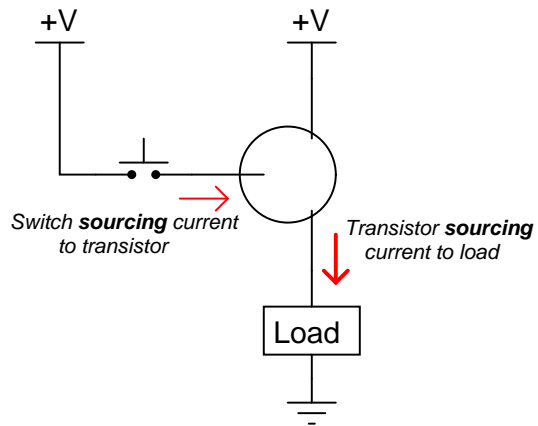 +V
+V
Switch sourcing current
to transistor
Transistor sourcing
current to load
Load